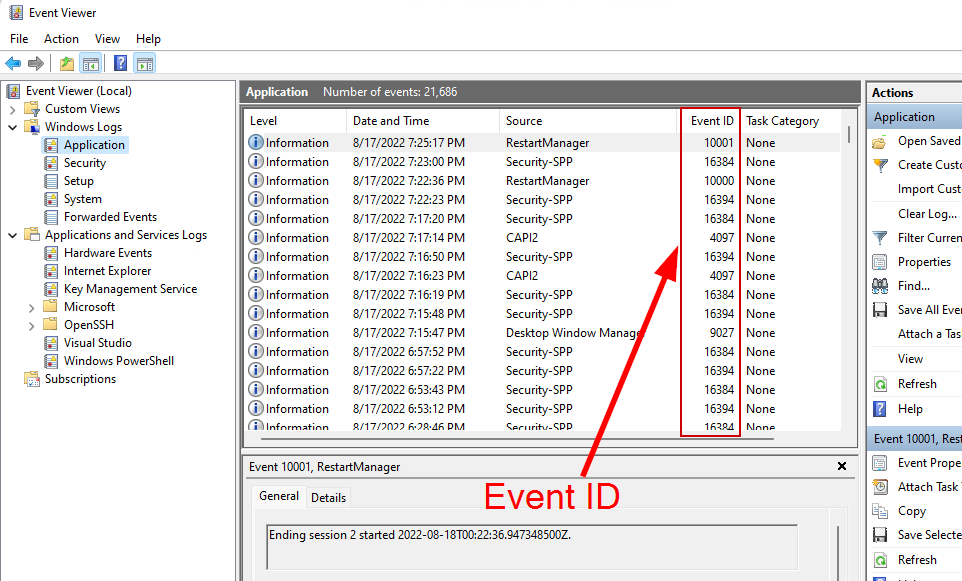 Event Viewer
File Action View Help
Event Viewer (Local)
Custom Views
Windows Logs
Application
Security
Setup
System
Forwarded Events
Applications and Services Logs
Hardware Events
Internet Explorer
Key Management Service
Microsoft
OpenSSH
Visual Studio
Windows PowerShell
Subscriptions
Application Number of events: 21,686
Level Date and Time Source Event ID Task Category
Information 8/17/2022 7:25:17 PM RestartManager 10001 None
Information 8/17/2022 7:23:00 PM Security-SPP 16384 None
Information 8/17/2022 7:22:36 PM RestartManager 10000 None
Information 8/17/2022 7:22:23 PM Security-SPP 16394 None
Information 8/17/2022 7:17:20 PM Security-SPP 16384 None
Information 8/17/2022 7:17:14 PM CAPI2 4097 None
Information 8/17/2022 7:16:50 PM Security-SPP 16394 None
Information 8/17/2022 7:16:23 PM CAPI2 4097 None
Information 8/17/2022 7:16:19 PM Security-SPP 16384 None
Information 8/17/2022 7:15:48 PM Security-SPP 16394 None
Information 8/17/2022 7:15:47 PM Desktop Window Manage 9027 None
Information 8/17/2022 6:57:52 PM Security-SPP 16384 None
Information 8/17/2022 6:57:22 PM Security-SPP 16394 None
Information 8/17/2022 6:53:43 PM Security-SPP 16384 None
Information 8/17/2022 6:53:12 PM Security-SPP 16394 None
Information 8/17/2022 6:28:46 PM Security-SPP 16384 None
Event 10001, RestartManager
Event ID
General Details
Ending session 2 started 2022-08-18T00:22:36.947348500Z.
Actions
Application
Open Saved
Create Custo
Import Cust
Clear Log...
Filter Curren
Properties
Find...
Save All Eve
Attach a Tas
View
Refresh
Help
Event 10001, Rest
Event Prope
Attach Task
Copy
Save Selecte
Refresh